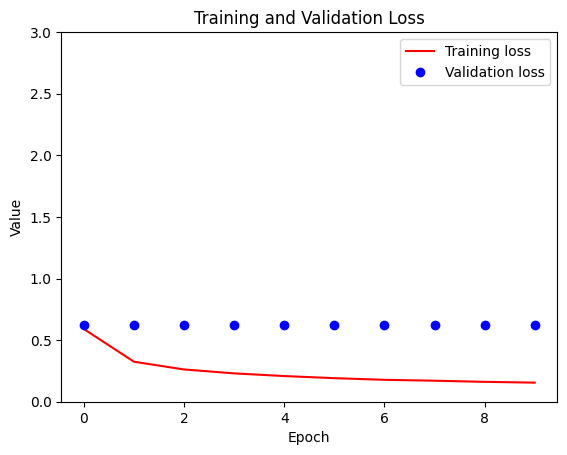 Training and Validation Loss
3.0
Training loss
Validation loss
2.5
2.0
1.5
1.0
0.5
0.0
Value
0 2 4 6 8
Epoch